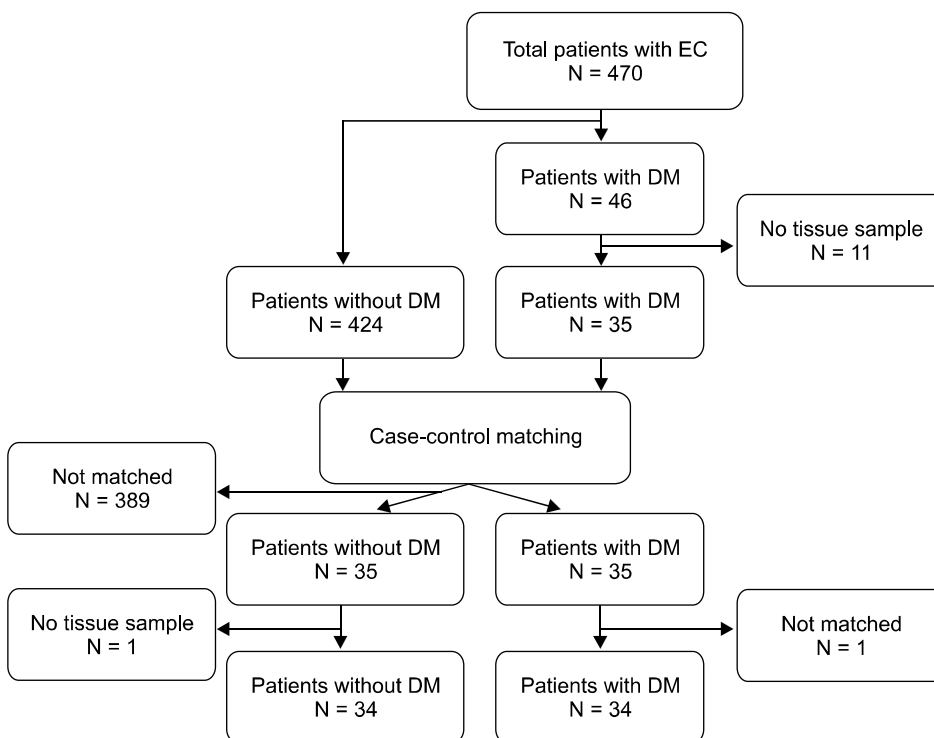 Total patients with EC
N = 470
Patients with DM
N = 46
No tissue sample
N = 11
Patients without DM
N = 424
Patients with DM
N = 35
Case-control matching
Not matched
N = 389
Patients without DM
N = 35
Patients with DM
N = 35
No tissue sample
N = 1
Not matched
N = 1
Patients without DM
N = 34
Patients with DM
N = 34